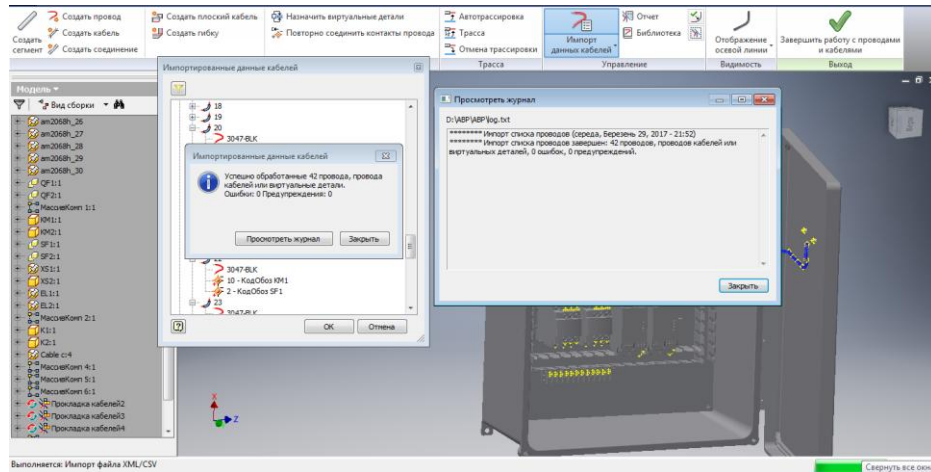 Создать сегмент
Создать провод
Создать кабель
Создать соединение
Создать плоский кабель
Создать гибку
Назначить виртуальные детали
Повторно соединить контакты провода
Автотрассировка
Трасса
Отмена трассировки
Трасса
Импорт
данных кабелей
Отчет
Библиотека
Управление
Отображение
осевой линии
Видимость
Завершить работу с проводами
и кабелями
Выход
Модель
Вид сборки
am2068h_26
am2068h_27
am2068h_28
am2068h_29
am2068h_30
QF1:1
QF2:1
МассивКомп 1:1
KM1:1
KM2:1
SF1:1
SF2:1
XS1:1
XS2:1
EL1:1
EL2:1
МассивКомп 2:1
K1:1
K2:1
Cable c:4
МассивКомп 4:1
МассивКомп 5:1
МассивКомп 6:1
Прокладка кабелей2
Прокладка кабелей3
Прокладка кабелей4
Импортированные данные кабелей
18
19
20
3047-BLK
Импортированные данные кабелей
Успешно обработанные 42 провода, провода
кабелей или виртуальные детали.
Ошибки: 0 Предупреждения: 0
Просмотреть журнал
Закрыть
3047-BLK
10 - КодОбоз KM1
2 - КодОбоз SF1
23
3047-BLK
OK
Отмена
Просмотреть журнал
D:\ABP\ABP\log.txt
******** Импорт списка проводов (середа, Березень 29, 2017 - 21:52)
******** Импорт списка проводов завершен: 42 проводов, проводов кабелей или
виртуальных деталей, 0 ошибок, 0 предупреждений.
Закрыть
X
Z
Выполняется: Импорт файла XML/CSV
Свернуть все окн